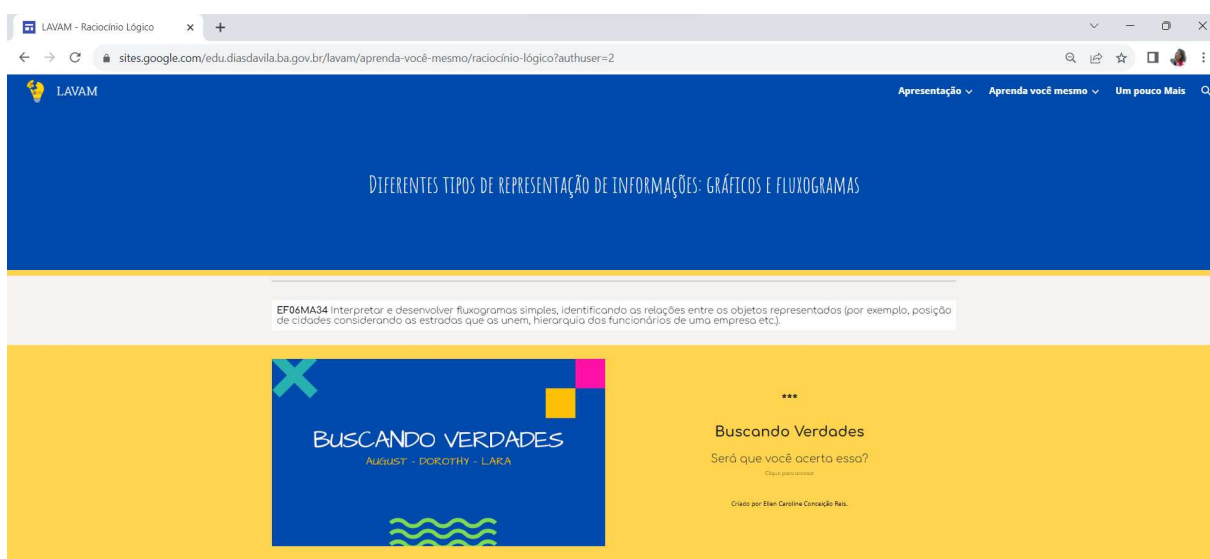 LAVAM - Raciocínio Lógico
sites.google.com/edu.diasdavila.ba.gov.br/lavam/aprenda-você-mesmo/raciocínio-lógico?authuser=2
LAVAM
Apresentação
Aprenda você mesmo
Um pouco Mais
Diferentes tipos de representação de informações: gráficos e fluxogramas
EF06MA34 Interpretar e desenvolver fluxogramas simples, identificando as relações entre os objetos representados (por exemplo, posição
de cidades considerando as estradas que as unem, hierarquia dos funcionários de uma empresa etc.).
BUSCANDO VERDADES
AUGUST - DOROTHY - LARA
***
Buscando Verdades
Será que você acerta essa?
Clique para acessar
Criado por Ellen Caroline Conceição Reis.